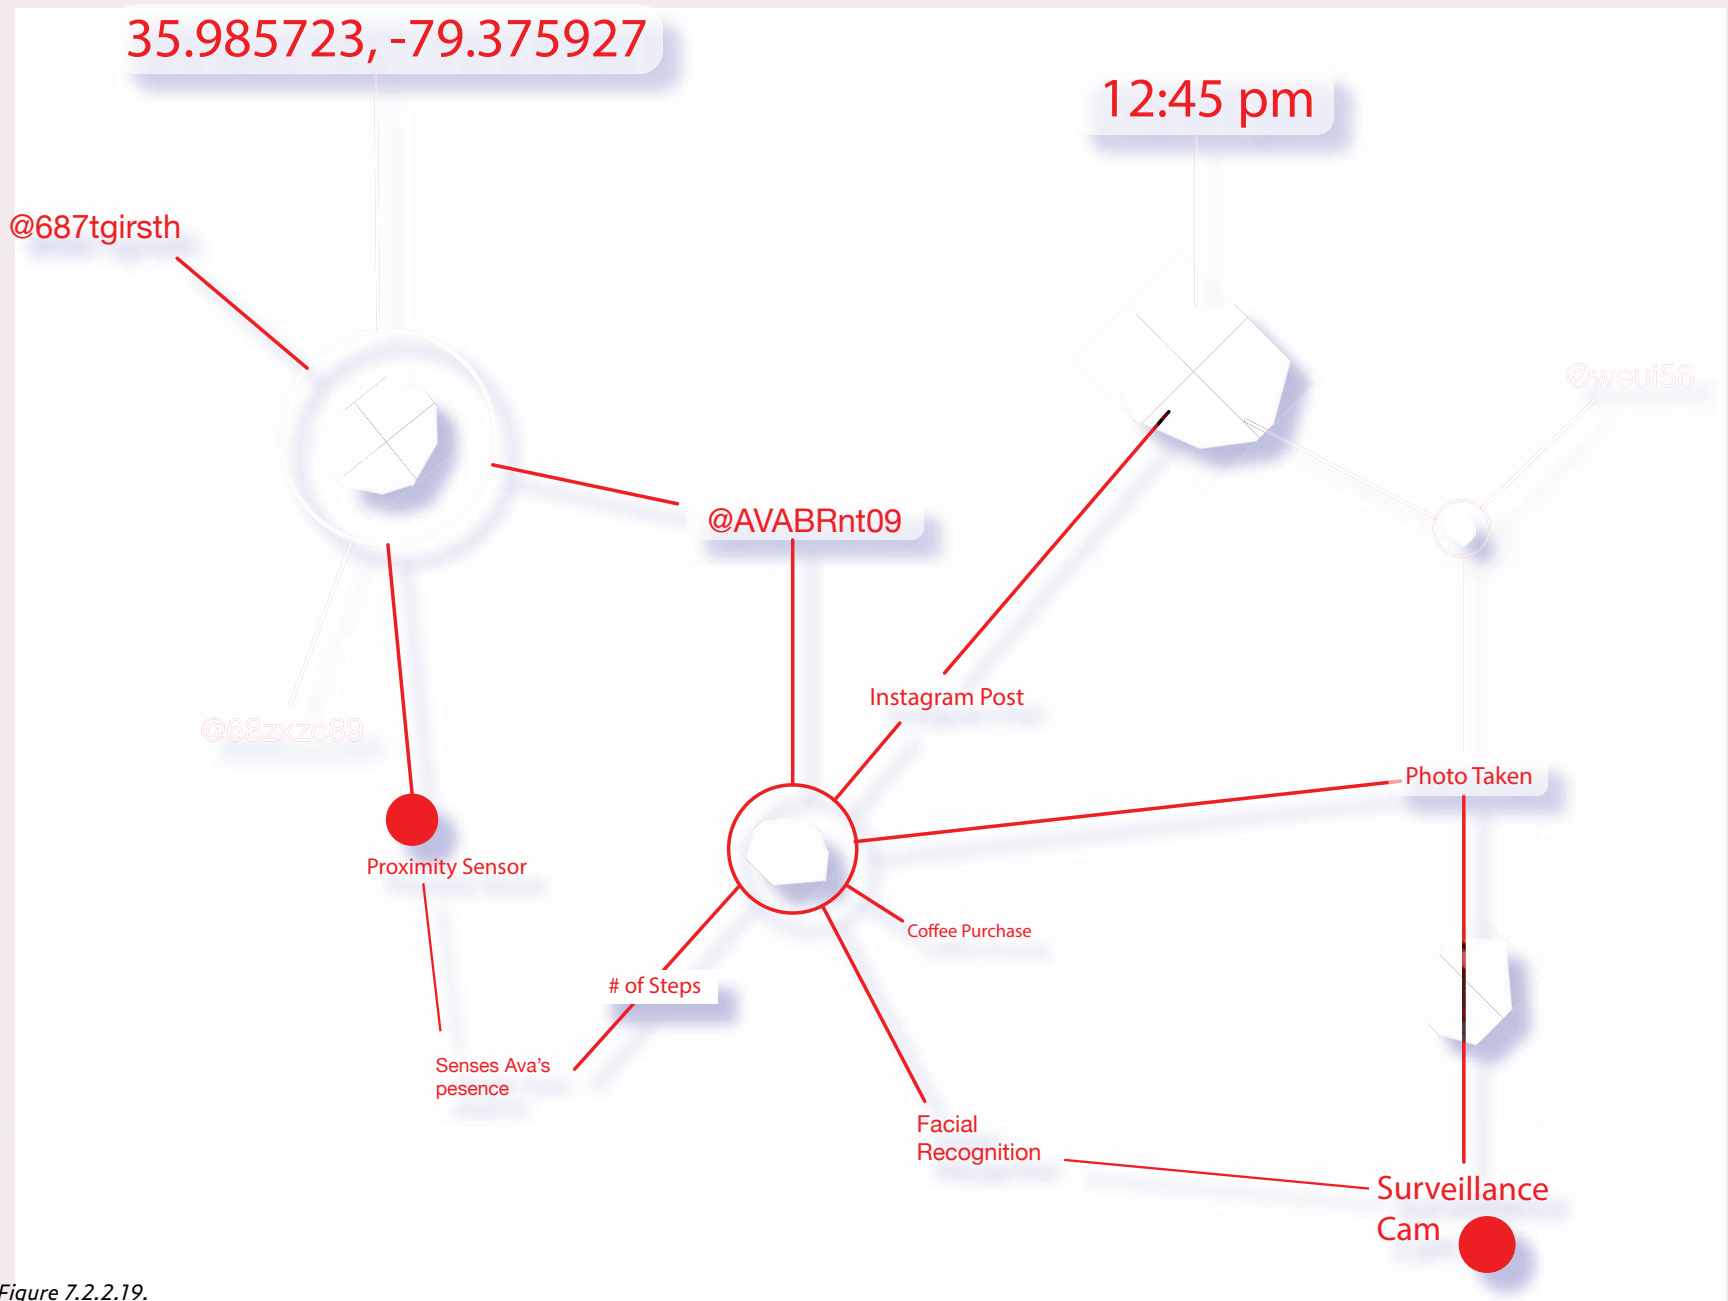 35.985723, -79.375927
12:45 pm
@687tgirsth
@weui56
@AVABRnt09
Instagram Post
@68zxzc89
Photo Taken
Proximity Sensor
Coffee Purchase
# of Steps
Senses Ava's
pesence
Facial
Recognition
Surveillance
Cam
Figure 7.2.2.19.